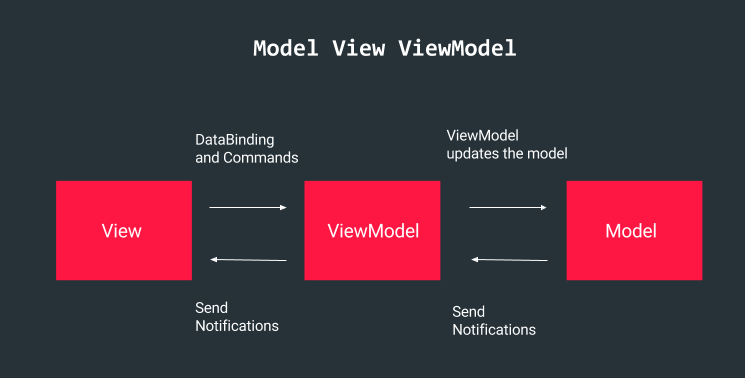 Model View ViewModel
DataBinding
and Commands
ViewModel
updates the model
View
ViewModel
Model
Send
Notifications
Send
Notifications